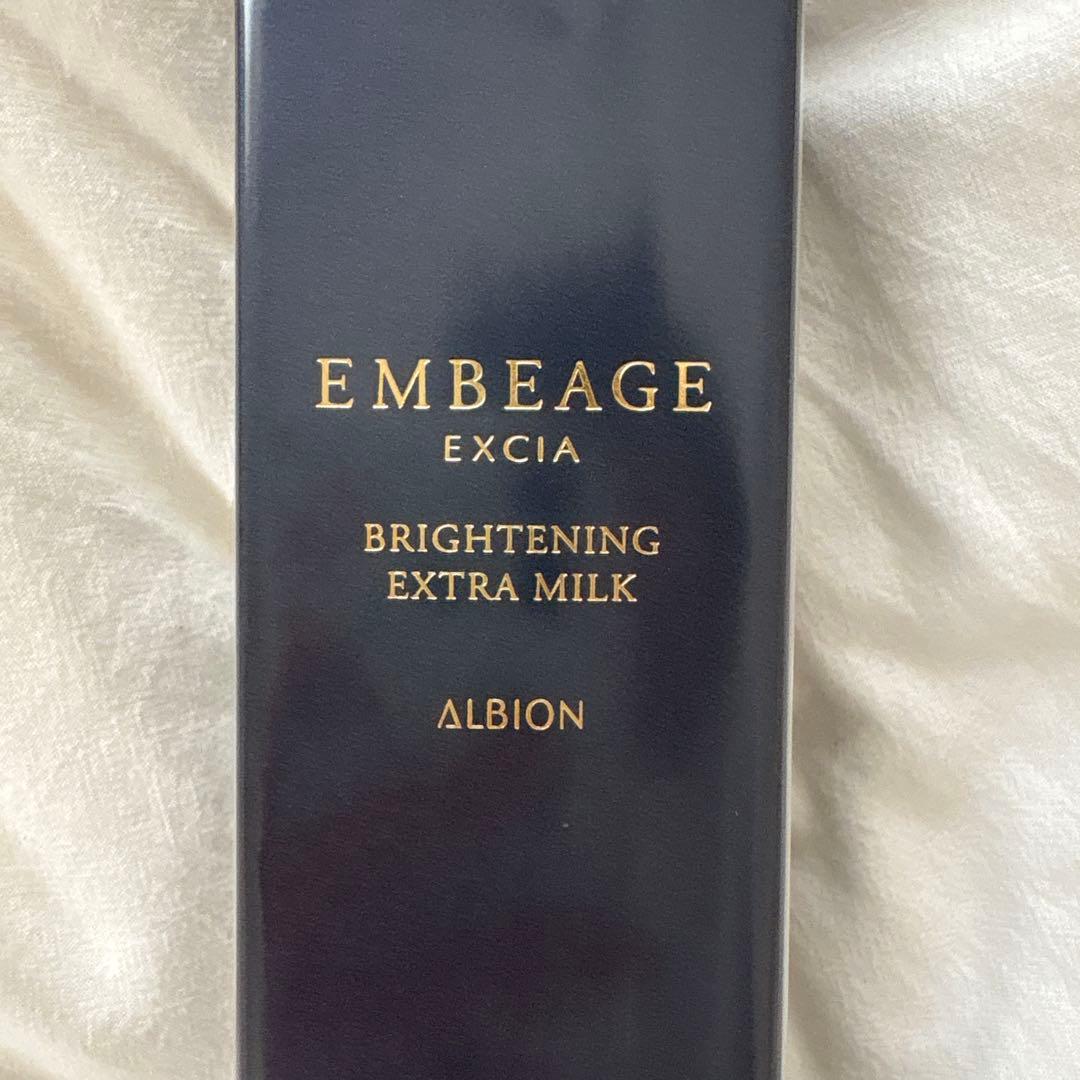 EMBEAGE
EXCIA
BRIGHTENING
EXTRA MILK
ALBION